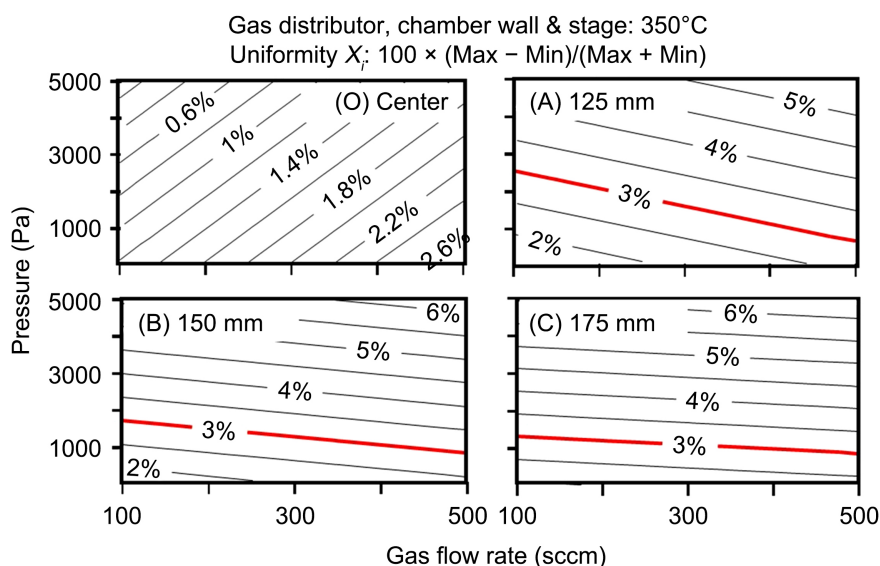 Gas distributor, chamber wall & stage: 350°C
Uniformity Xi: 100 × (Max − Min)/(Max + Min)
5000
3000
1000
(O) Center
0.6%
1%
1.4%
1.8%
2.2%
2.6%
(A) 125 mm
5%
4%
3%
2%
Pressure (Pa)
5000
3000
1000
(B) 150 mm
6%
5%
4%
3%
2%
(C) 175 mm
6%
5%
4%
3%
100 300 500
100 300 500
Gas flow rate (sccm)